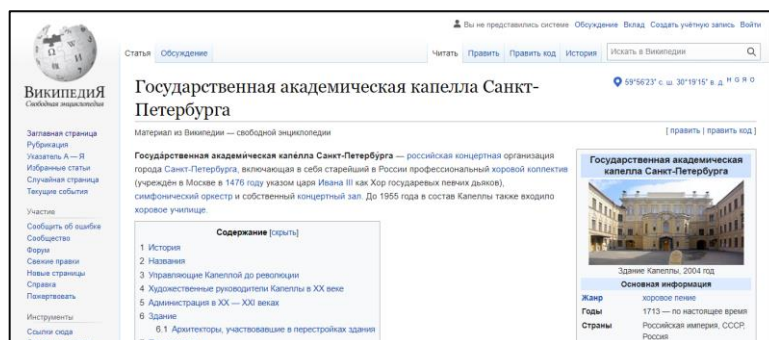 Вы не представились системе Обсуждение Вклад Создать учётную запись Войти
Статья Обсуждение Читать Править Править код История Искать в Википедии
ВИКИПЕДИЯ
Свободная энциклопедия
Заглавная страница
Рубрикация
Указатель А — Я
Избранные статьи
Случайная страница
Текущие события
Участие
Сообщить об ошибке
Сообщество
Форум
Свежие правки
Новые страницы
Справка
Пожертвовать
Инструменты
Ссылки сюда
Государственная академическая капелла Санкт-
Петербурга
59°56′23″ с. ш. 30°19′15″ в. д. H G Я O
Материал из Википедии — свободной энциклопедии
[ править | править код ]
Госуда́рственная академи́ческая капе́лла Санкт-Петербу́рга — российская концертная организация
города Санкт-Петербурга, включающая в себя старейший в России профессиональный хоровой коллектив
(учреждён в Москве в 1476 году указом царя Ивана III как Хор государевых певчих дьяков),
симфонический оркестр и собственный концертный зал. До 1955 года в состав Капеллы также входило
хоровое училище.
Содержание [скрыть]
1 История
2 Названия
3 Управляющие Капеллой до революции
4 Художественные руководители Капеллы в XX веке
5 Администрация в XX — XXI веках
6 Здание
6.1 Архитекторы, участвовавшие в перестройках здания
Государственная академическая
капелла Санкт-Петербурга
Здание Капеллы, 2004 год
Основная информация
Жанр хоровое пение
Годы 1713 — по настоящее время
Страны Российская империя, СССР,
Россия